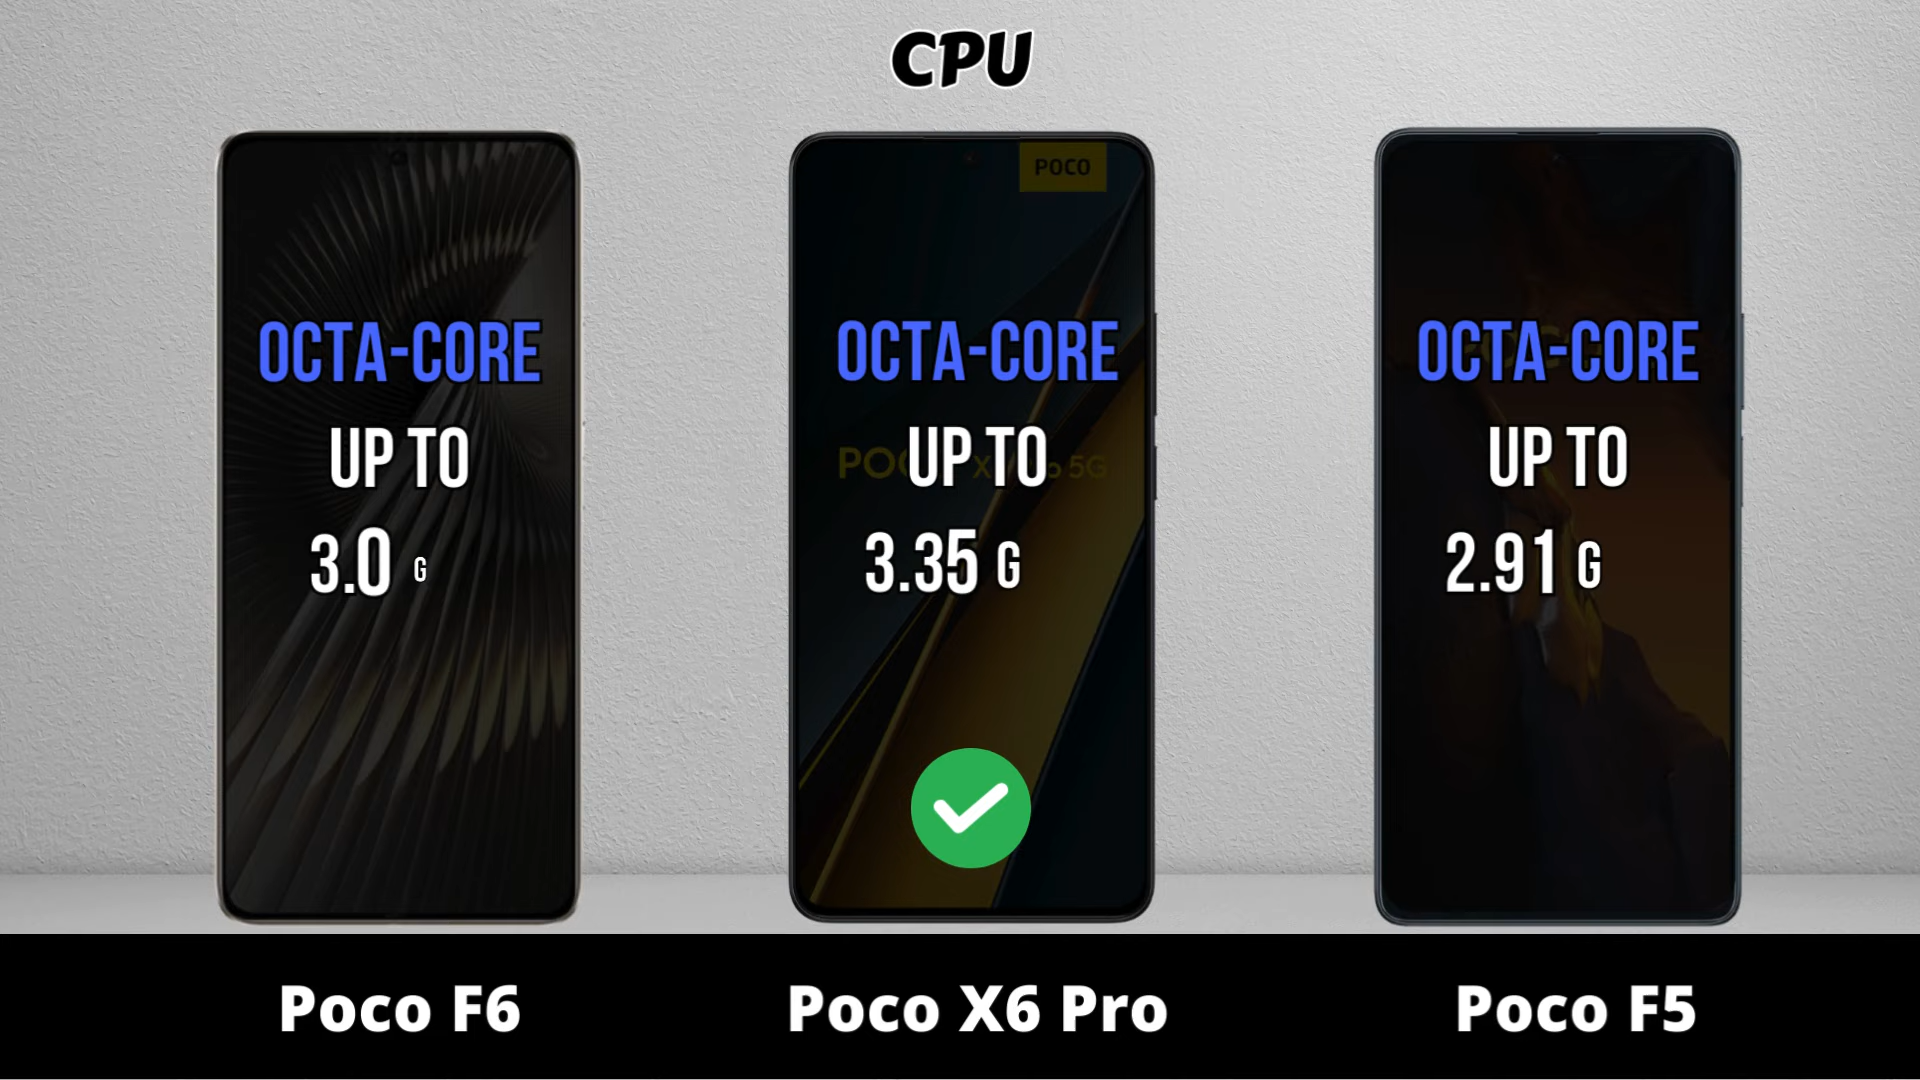 CPU
OCTA-CORE
UP TO
3.0 G
Poco F6
POCO
OCTA-CORE
UP TO
3.35 G
5G
Poco X6 Pro
OCTA-CORE
UP TO
2.91 G
Poco F5